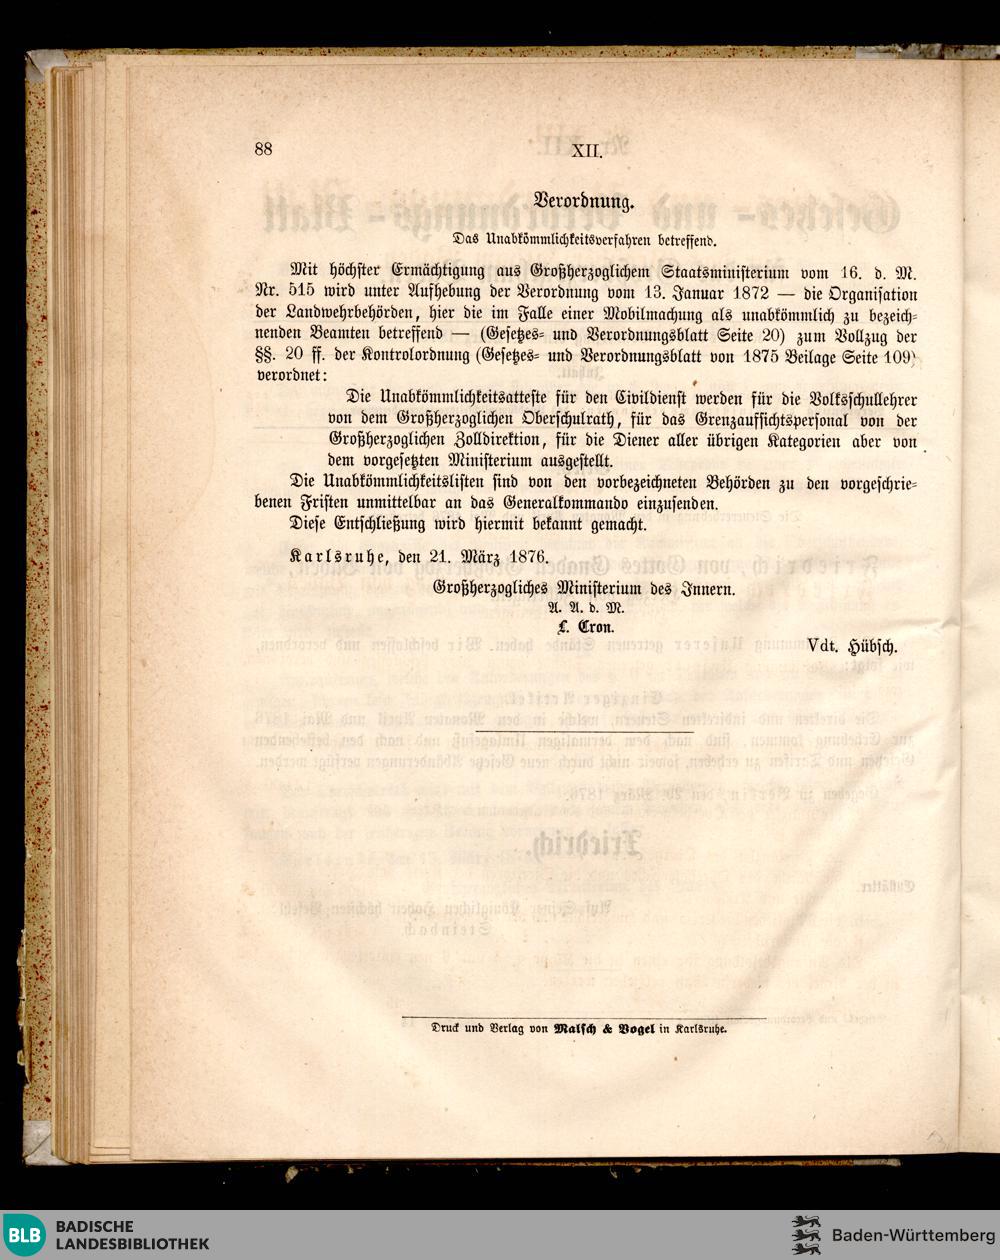 88
XII.
Verordnung.
Das Unabkömmlichkeitsverfahren betreffend.
Mit höchster Ermächtigung aus Großherzoglichem Staatsministerium vom 16. d. M.
Nr. 515 wird unter Aufhebung der Verordnung vom 13. Januar 1872 — die Organisation
der Landwehrbehörden, hier die im Falle einer Mobilmachung als unabkömmlich zu bezeich-
nenden Beamten betreffend — (Gesetzes- und Verordnungsblatt Seite 20) zum Vollzug der
§§. 20 ff. der Kontrolordnung (Gesetzes- und Verordnungsblatt von 1875 Beilage Seite 109)
verordnet:
Die Unabkömmlichkeitsatteste für den Civildienst werden für die Volksschullehrer
von dem Großherzoglichen Oberschulrath, für das Grenzaufsichtspersonal von der
Großherzoglichen Zolldirektion, für die Diener aller übrigen Kategorien aber von
dem vorgesetzten Ministerium ausgestellt.
Die Unabkömmlichkeitslisten sind von den vorbezeichneten Behörden zu den vorgeschrie-
benen Fristen unmittelbar an das Generalkommando einzusenden.
Diese Entschließung wird hiermit bekannt gemacht.
Karlsruhe, den 21. März 1876.
Großherzogliches Ministerium des Innern.
A. A. d. M.
L. Cron.
Vdt. Hübsch.
Druck und Verlag von Malsch & Vogel in Karlsruhe.
BLB BADISCHE
LANDESBIBLIOTHEK
Baden-Württemberg